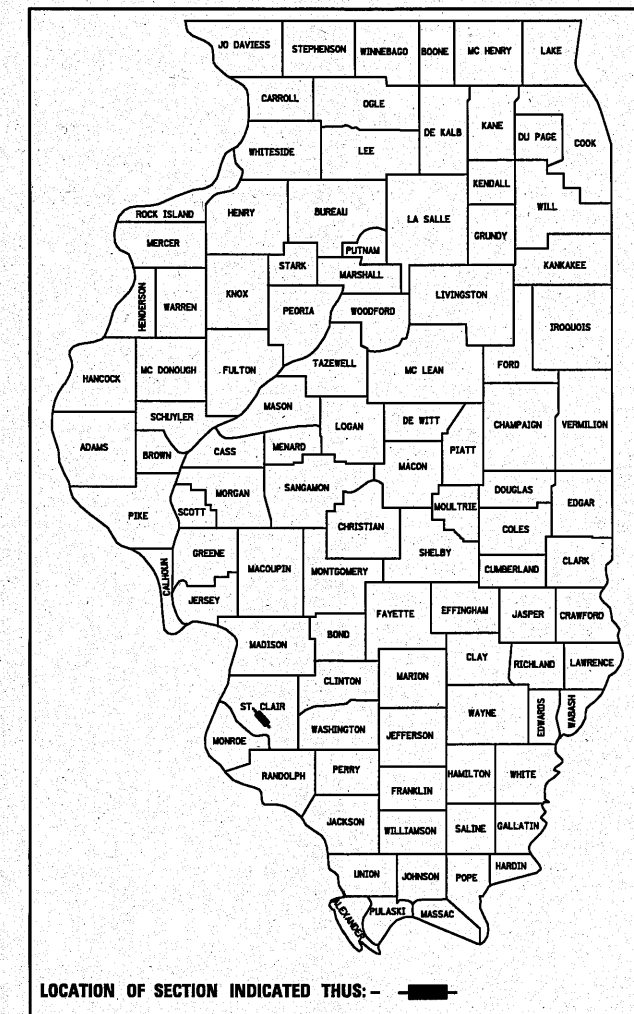 JO DAVIESS
STEPHENSON
WINNEBAGO
BOONE
MC HENRY
LAKE
CARROLL
OGLE
DE KALB
KANE
DU PAGE
COOK
WHITESIDE
LEE
KENDALL
WILL
ROCK ISLAND
HENRY
BUREAU
LA SALLE
GRUNDY
MERCER
PUTNAM
STARK
MARSHALL
KANKAKEE
HENDERSON
WARREN
KNOX
PEORIA
WOODFORD
LIVINGSTON
IROQUOIS
HANCOCK
MC DONOUGH
FULTON
TAZEWELL
MC LEAN
FORD
SCHUYLER
MASON
LOGAN
DE WITT
CHAMPAIGN
VERMILION
ADAMS
BROWN
CASS
MENARD
MACON
PIATT
PIKE
SCOTT
MORGAN
SANGAMON
CHRISTIAN
MOULTRIE
DOUGLAS
EDGAR
COLES
CALHOUN
GREENE
MACOUPIN
MONTGOMERY
SHELBY
CUMBERLAND
CLARK
JERSEY
FAYETTE
EFFINGHAM
JASPER
CRAWFORD
MADISON
BOND
CLAY
RICHLAND
LAWRENCE
CLINTON
MARION
ST. CLAIR
WAYNE
EDWARDS
WABASH
MONROE
WASHINGTON
JEFFERSON
RANDOLPH
PERRY
HAMILTON
WHITE
FRANKLIN
JACKSON
WILLIAMSON
SALINE
GALLATIN
UNION
JOHNSON
POPE
HARDIN
ALEXANDER
PULASKI
MASSAC
LOCATION OF SECTION INDICATED THUS: -